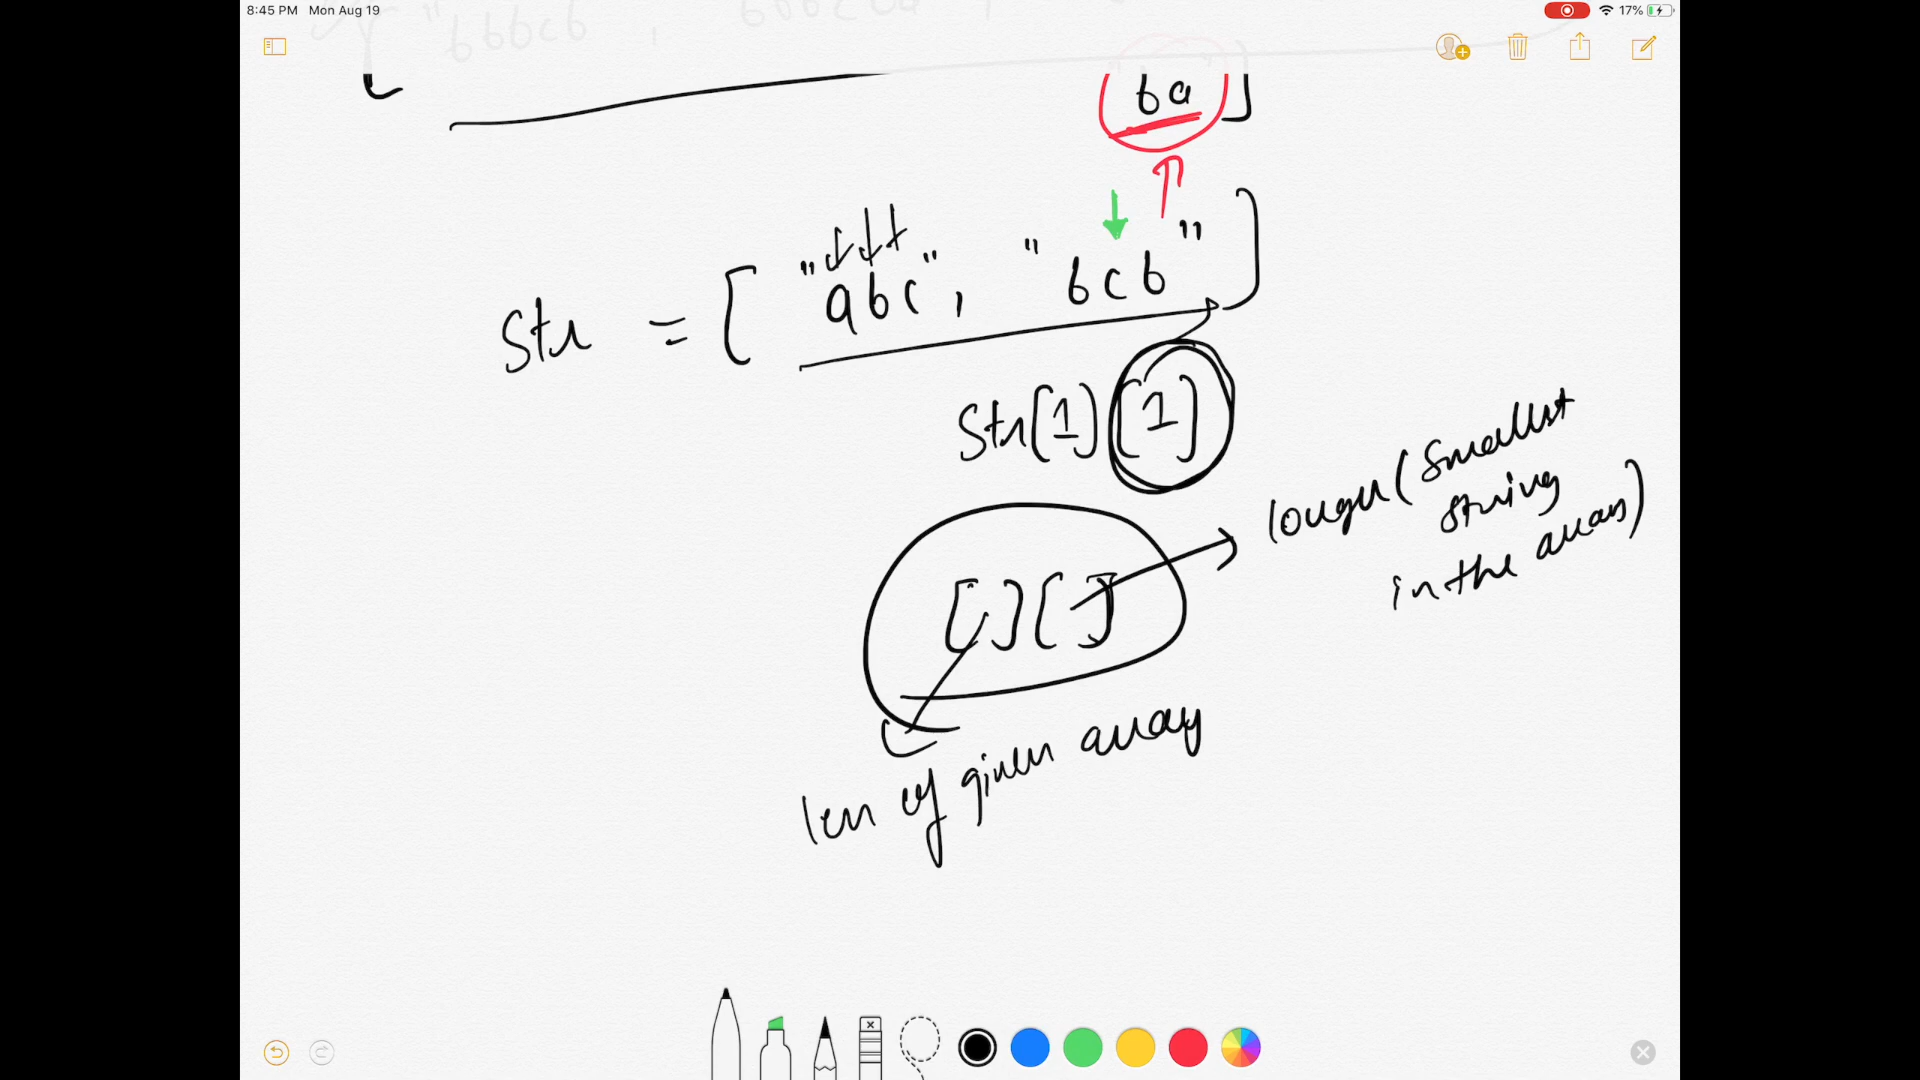 8:45 PM Mon Aug 19
17%
bbbcb
ba
Str = [ "abc", "bcb" ]
Str[1][1]
(Smallest
string
in the array)
[ ][ ]
len of given array